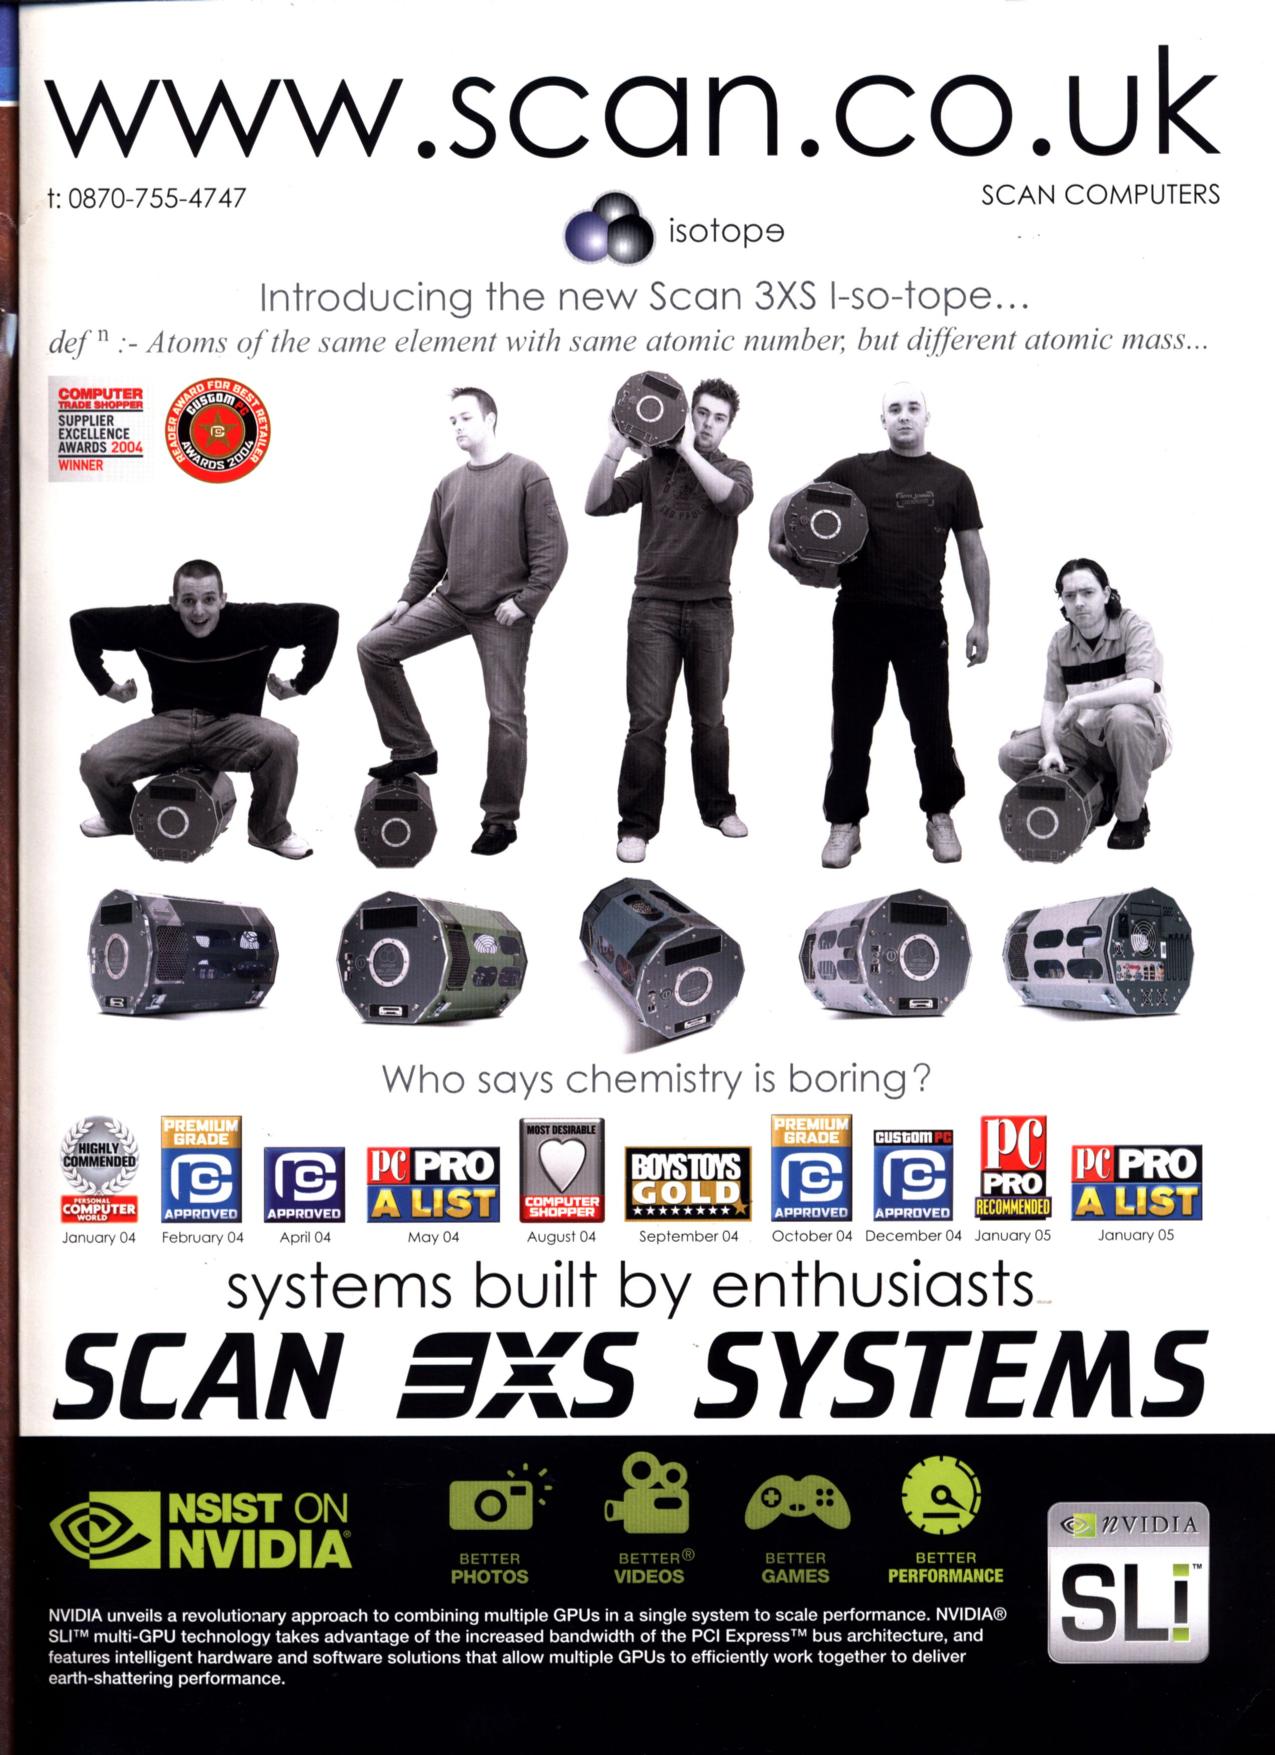 www.scan.co.uk
t: 0870-755-4747
SCAN COMPUTERS
isotope
Introducing the new Scan 3XS I-so-tope...
def n :- Atoms of the same element with same atomic number, but different atomic mass...
COMPUTER
TRADE SHOPPER
SUPPLIER
EXCELLENCE
AWARDS 2004
WINNER
READER AWARD FOR BEST RETAILER
CUSTOM PC
AWARDS 2004
Who says chemistry is boring?
HIGHLY
COMMENDED
PERSONAL
COMPUTER
WORLD
January 04
PREMIUM
GRADE
APPROVED
February 04
APPROVED
April 04
PC PRO
A LIST
May 04
MOST DESIRABLE
COMPUTER
SHOPPER
August 04
BOYS TOYS
GOLD
September 04
PREMIUM
GRADE
APPROVED
October 04
CUSTOM PC
APPROVED
December 04
PC
PRO
RECOMMENDED
January 05
PC PRO
A LIST
January 05
systems built by enthusiasts
SCAN 3XS SYSTEMS
NSIST ON
NVIDIA®
BETTER
PHOTOS
BETTER®
VIDEOS
BETTER
GAMES
BETTER
PERFORMANCE
nVIDIA
SLi™
NVIDIA unveils a revolutionary approach to combining multiple GPUs in a single system to scale performance. NVIDIA®
SLI™ multi-GPU technology takes advantage of the increased bandwidth of the PCI Express™ bus architecture, and
features intelligent hardware and software solutions that allow multiple GPUs to efficiently work together to deliver
earth-shattering performance.